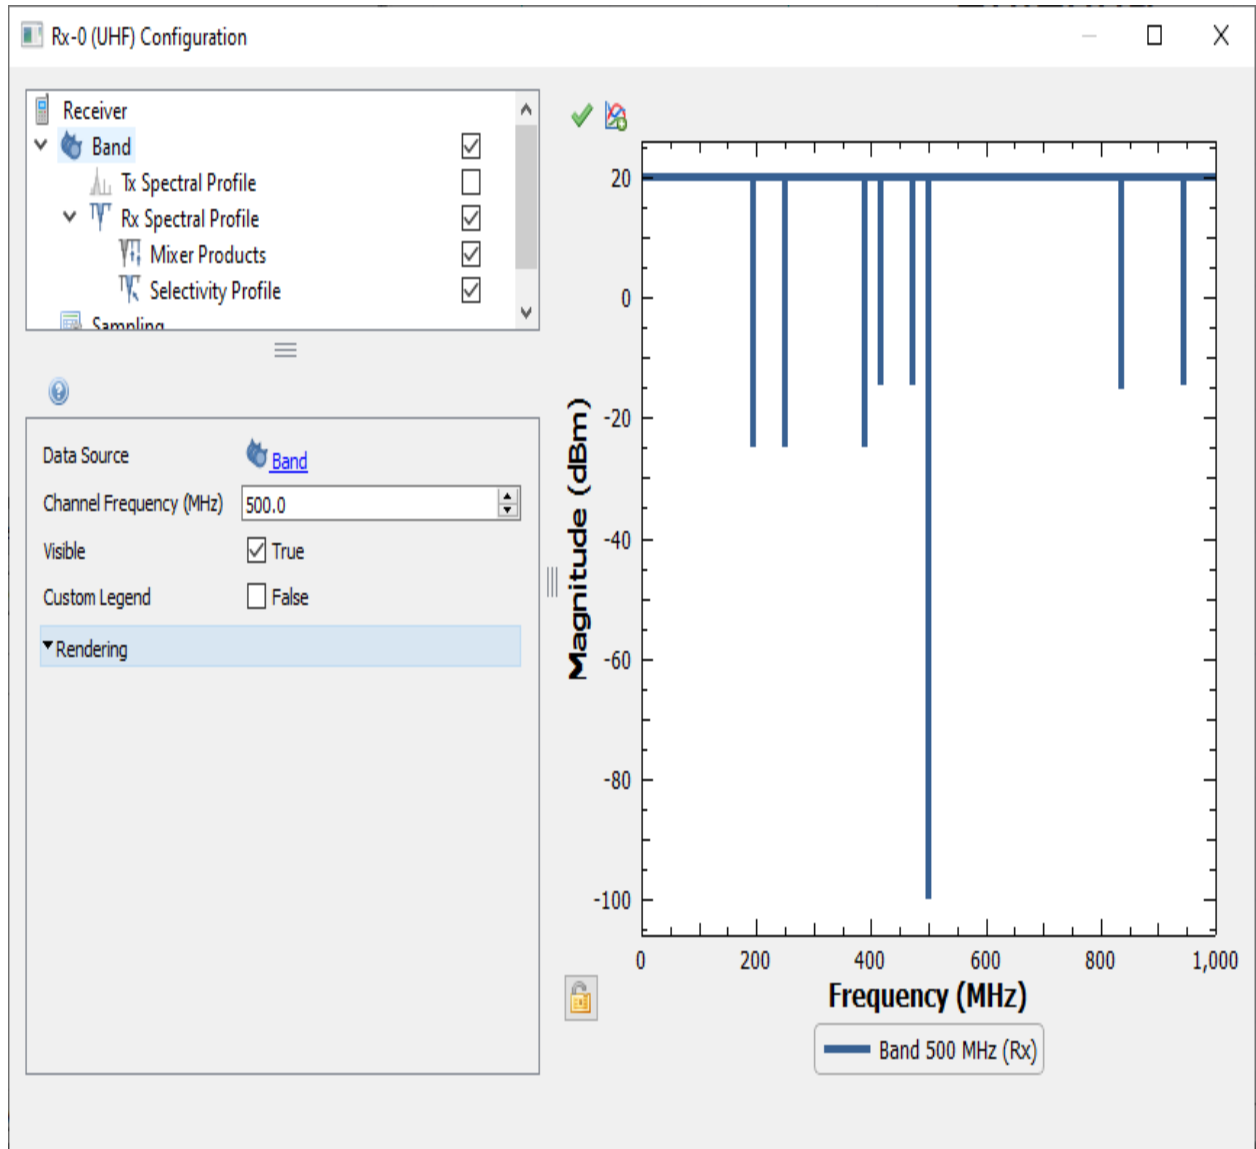 Rx-0 (UHF) Configuration
Receiver
Band
Tx Spectral Profile
Rx Spectral Profile
Mixer Products
Selectivity Profile
Sampling
Data Source
Band
Channel Frequency (MHz)
500.0
Visible
True
Custom Legend
False
Rendering
Magnitude (dBm)
20
0
-20
-40
-60
-80
-100
0 200 400 600 800 1,000
Frequency (MHz)
Band 500 MHz (Rx)